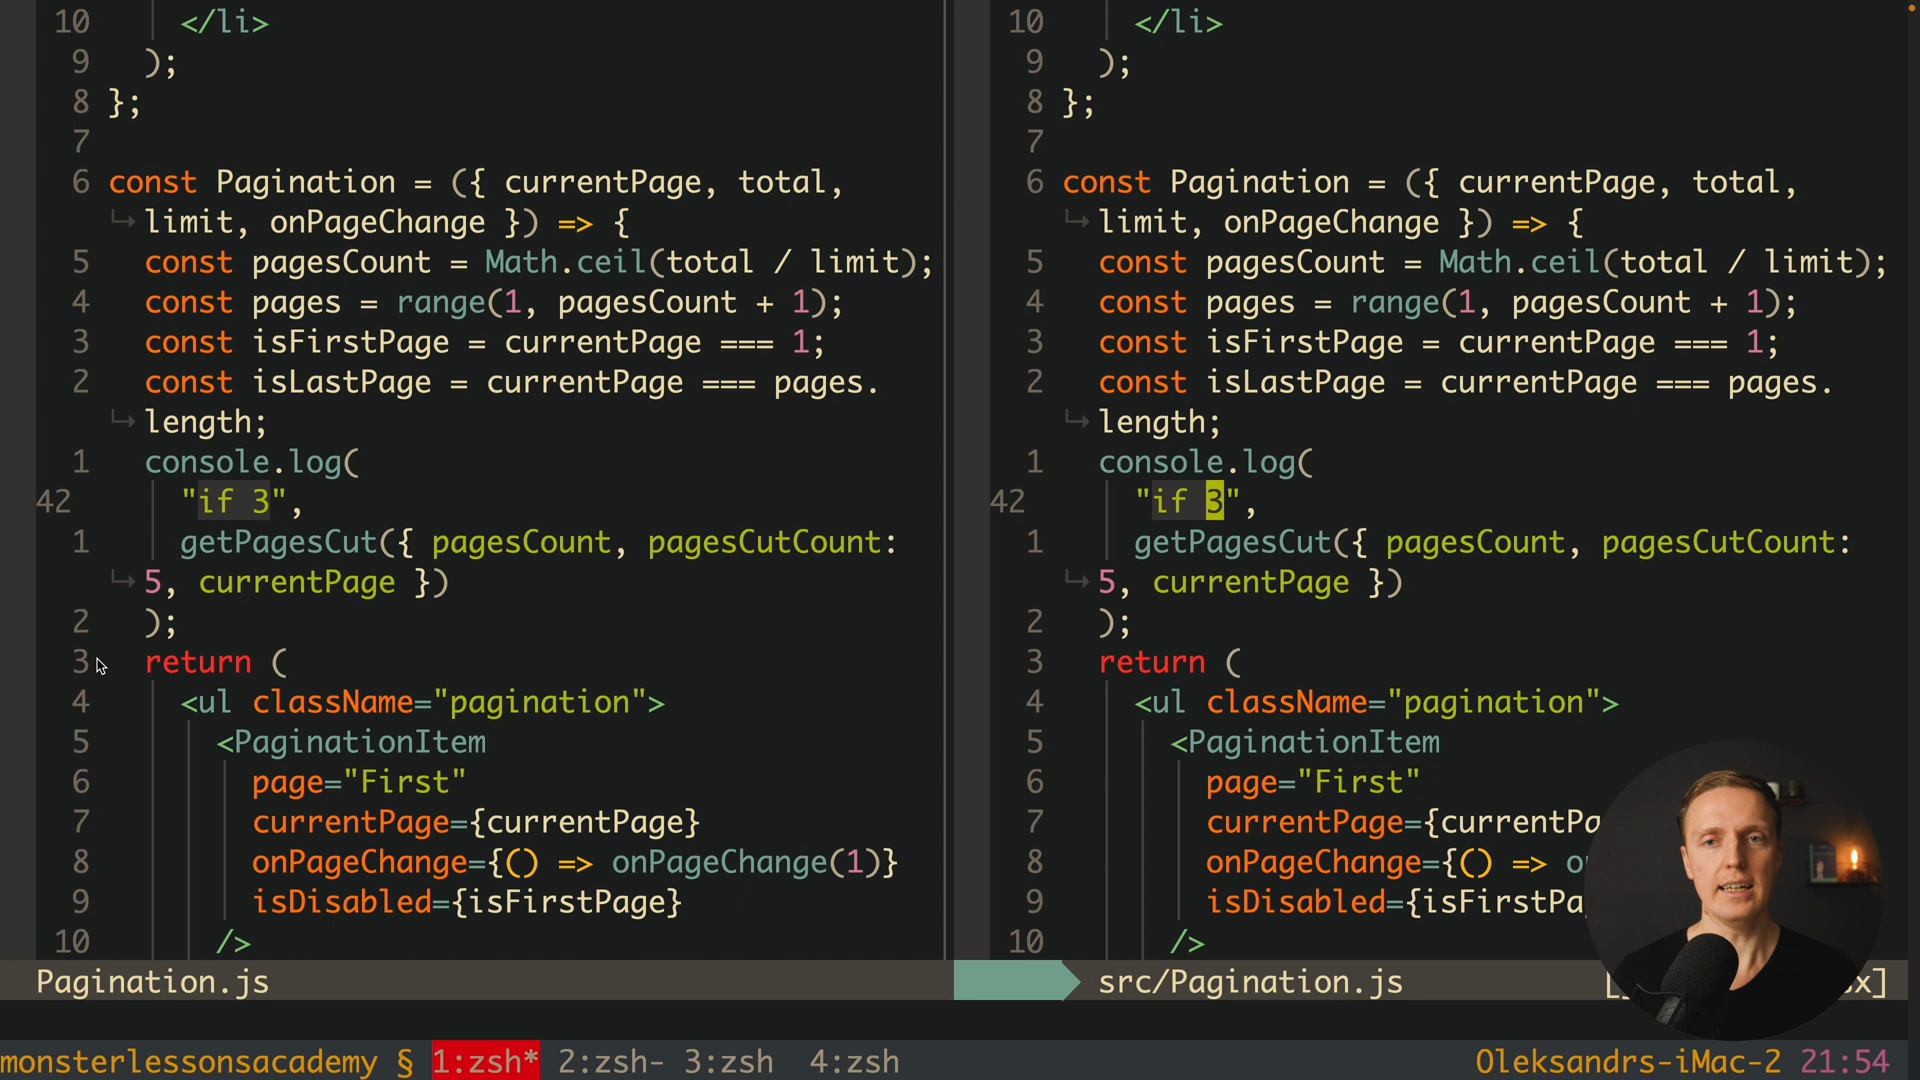 10 </li>
9 );
8 };
7
6 const Pagination = ({ currentPage, total,
↪ limit, onPageChange }) => {
5 const pagesCount = Math.ceil(total / limit);
4 const pages = range(1, pagesCount + 1);
3 const isFirstPage = currentPage === 1;
2 const isLastPage = currentPage === pages.
↪ length;
1 console.log(
42 "if 3",
1 getPagesCut({ pagesCount, pagesCutCount:
↪ 5, currentPage })
2 );
3 return (
4 <ul className="pagination">
5 <PaginationItem
6 page="First"
7 currentPage={currentPage}
8 onPageChange={() => onPageChange(1)}
9 isDisabled={isFirstPage}
10 />
Pagination.js
10 </li>
9 );
8 };
7
6 const Pagination = ({ currentPage, total,
↪ limit, onPageChange }) => {
5 const pagesCount = Math.ceil(total / limit);
4 const pages = range(1, pagesCount + 1);
3 const isFirstPage = currentPage === 1;
2 const isLastPage = currentPage === pages.
↪ length;
1 console.log(
42 "if 3",
1 getPagesCut({ pagesCount, pagesCutCount:
↪ 5, currentPage })
2 );
3 return (
4 <ul className="pagination">
5 <PaginationItem
6 page="First"
7 currentPage={currentPa
8 onPageChange={() => o
9 isDisabled={isFirstPa
10 />
src/Pagination.js [ x]
monsterlessonsacademy § 1:zsh* 2:zsh- 3:zsh 4:zsh Oleksandrs-iMac-2 21:54